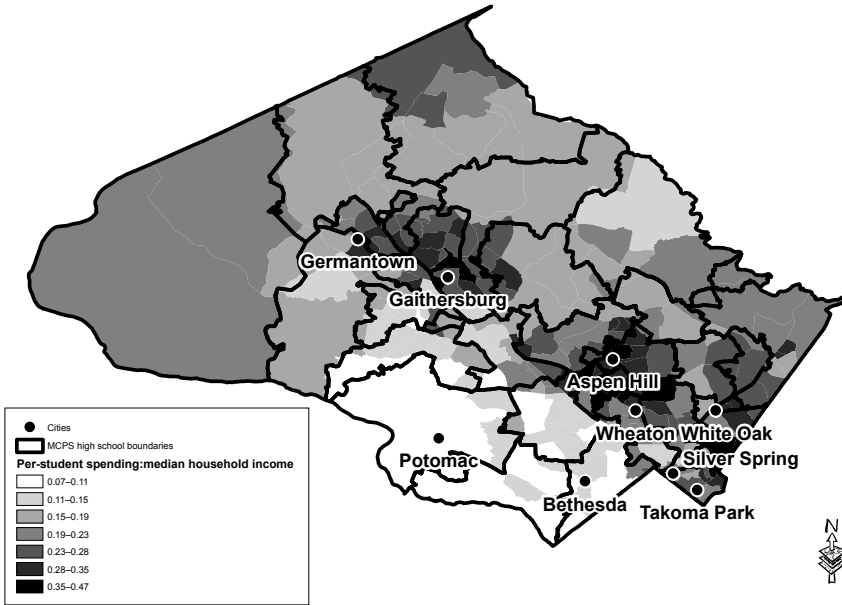 Germantown
Gaithersburg
Aspen Hill
Wheaton White Oak
Silver Spring
Potomac
Bethesda
Takoma Park
Cities
MCPS high school boundaries
Per-student spending:median household income
0.07–0.11
0.11–0.15
0.15–0.19
0.19–0.23
0.23–0.28
0.28–0.35
0.35–0.47
N